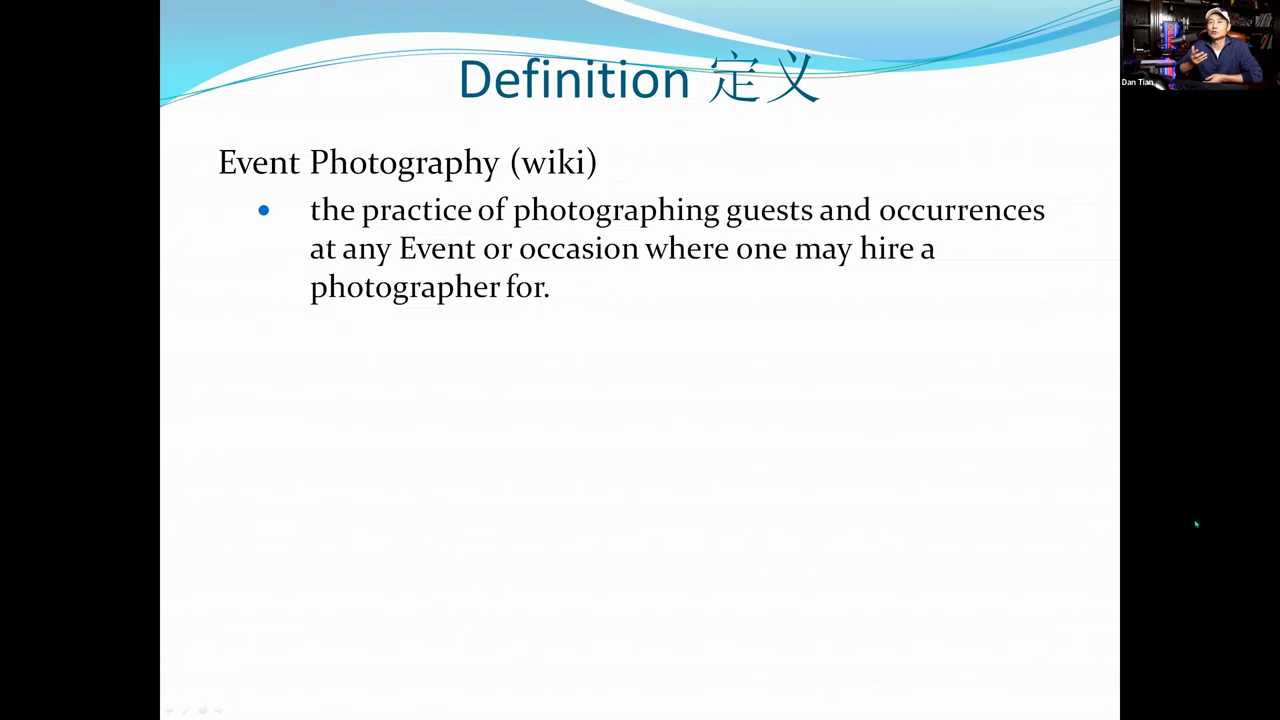 Definition 定义
Event Photography (wiki)
• the practice of photographing guests and occurrences
at any Event or occasion where one may hire a
photographer for.
Dan Tian